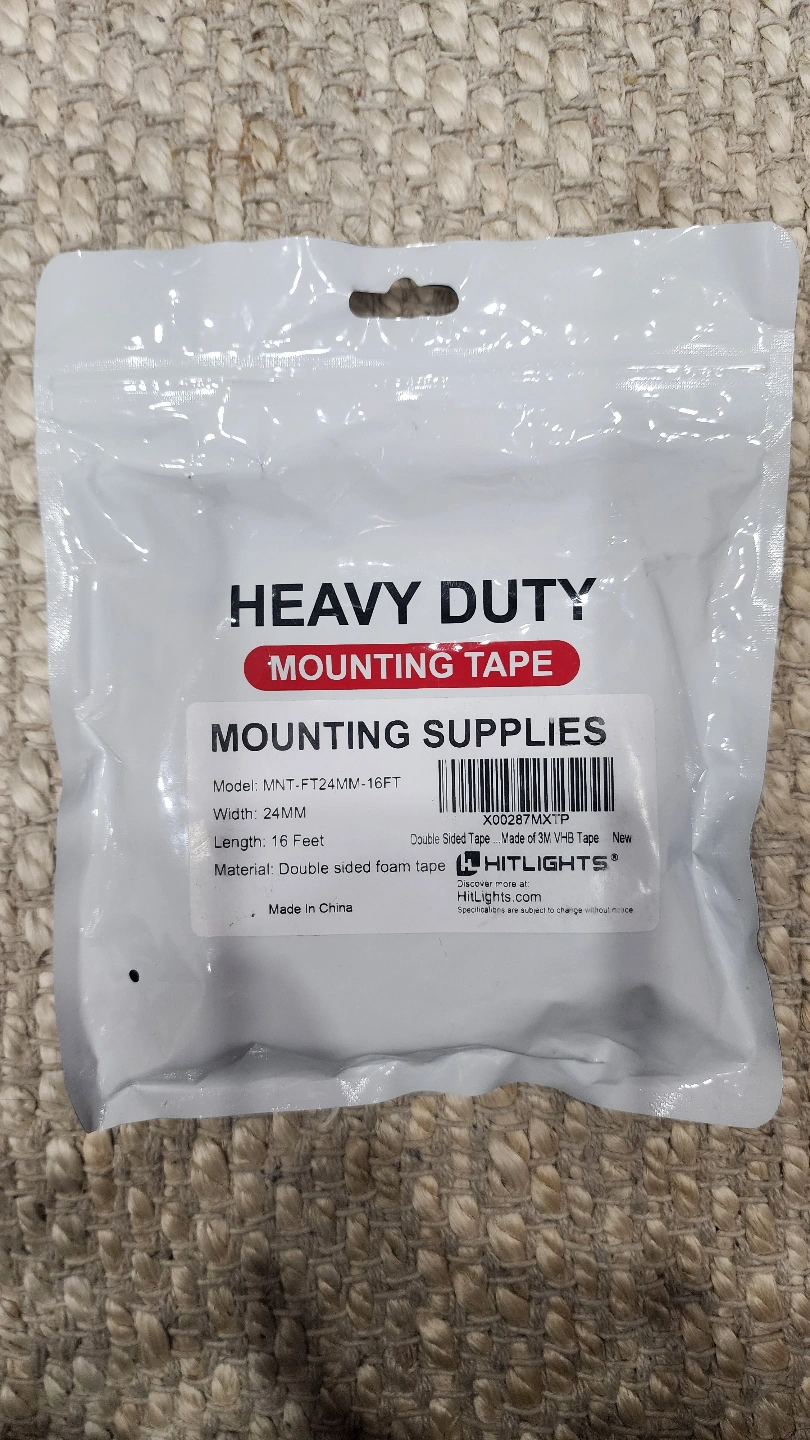 HEAVY DUTY
MOUNTING TAPE
MOUNTING SUPPLIES
Model: MNT-FT24MM-16FT
X00287MXTP
Width: 24MM
Length: 16 Feet
Double Sided Tape ... Made of 3M VHB Tape New
Material: Double sided foam tape
HITLIGHTS®
Discover more at:
HitLights.com
Made In China
Specifications are subject to change without notice